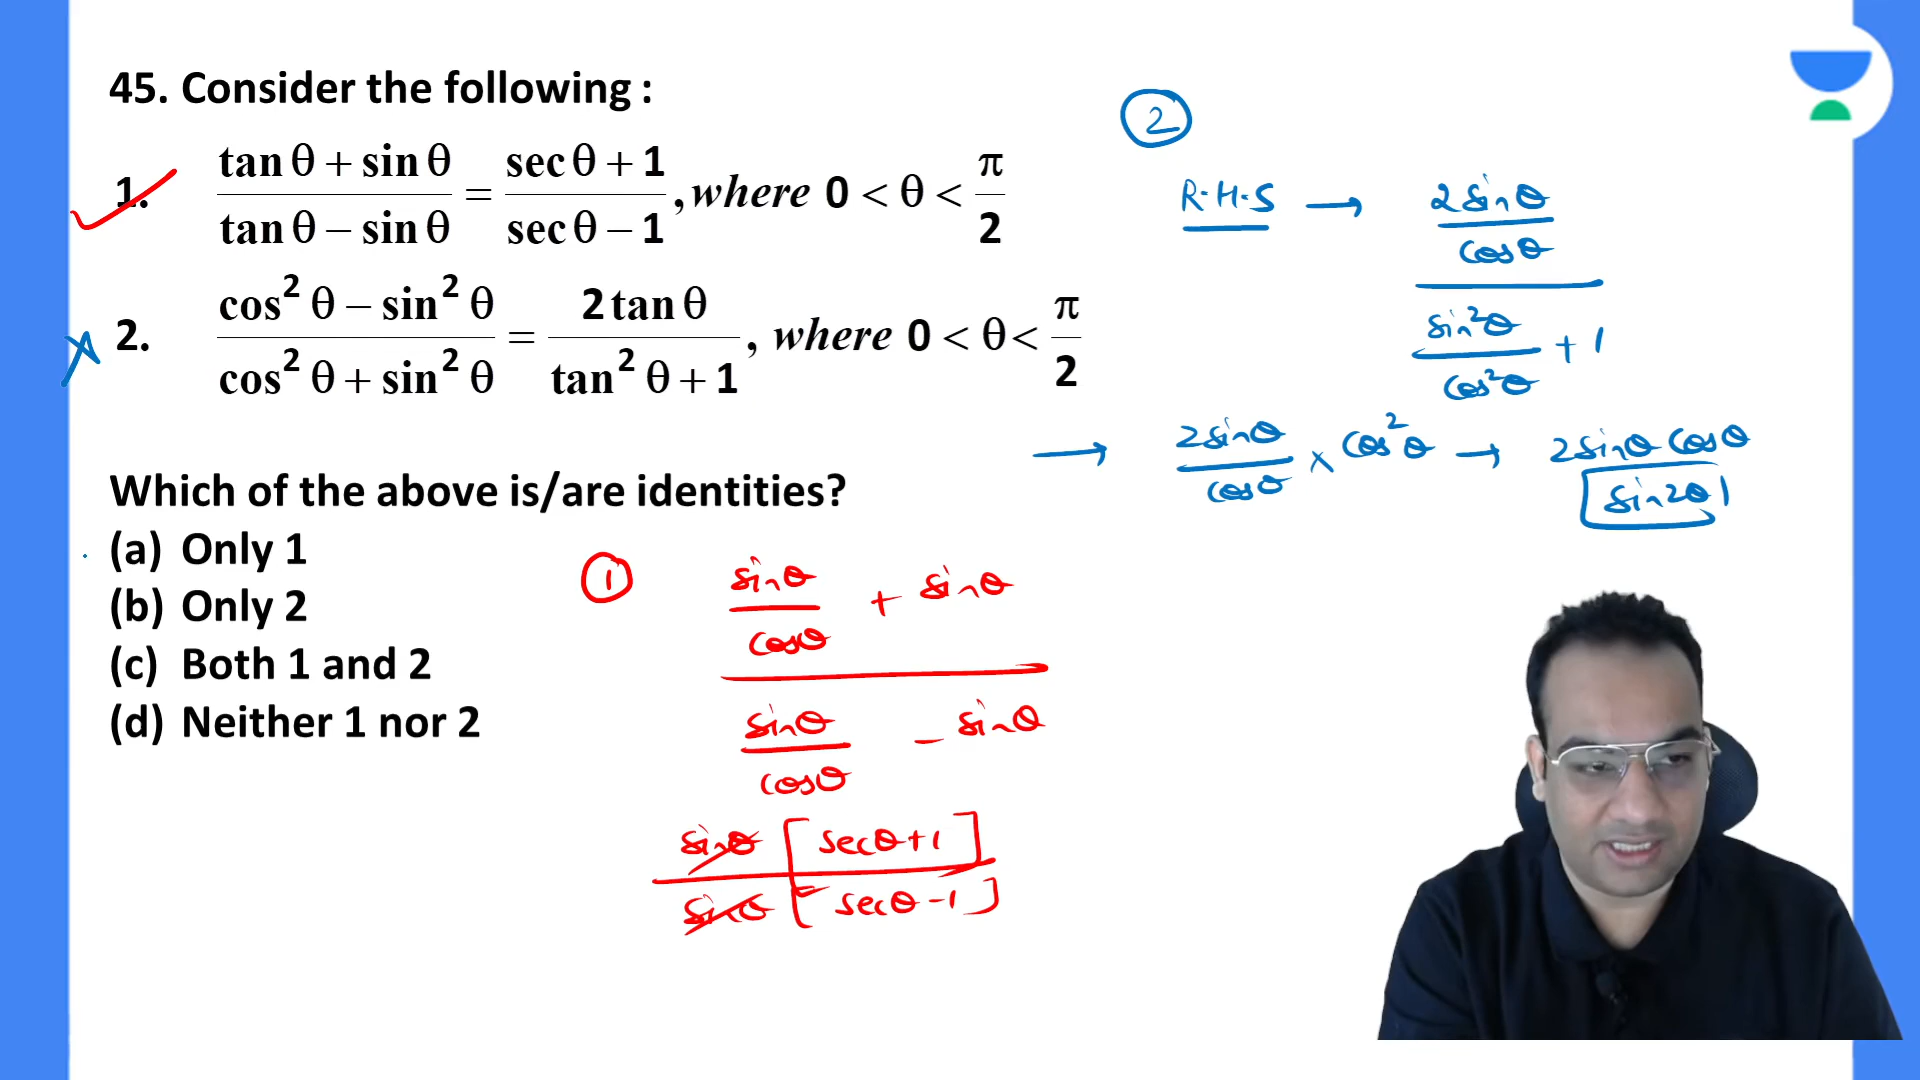 45. Consider the following :
1. tan θ + sin θ / tan θ − sin θ = sec θ + 1 / sec θ − 1 , where 0 < θ < π / 2
2. cos² θ − sin² θ / cos² θ + sin² θ = 2 tan θ / tan² θ + 1 , where 0 < θ < π / 2
Which of the above is/are identities?
(a) Only 1
(b) Only 2
(c) Both 1 and 2
(d) Neither 1 nor 2
2
R.H.S → 2sinθ
cosθ
sin²θ
cos²θ + 1
→ 2sinθ / cosθ × cos²θ → 2sinθ cosθ
sin2θ
1
sinθ / cosθ + sinθ
sinθ / cosθ − sinθ
sinθ [secθ+1]
sinθ [secθ−1]